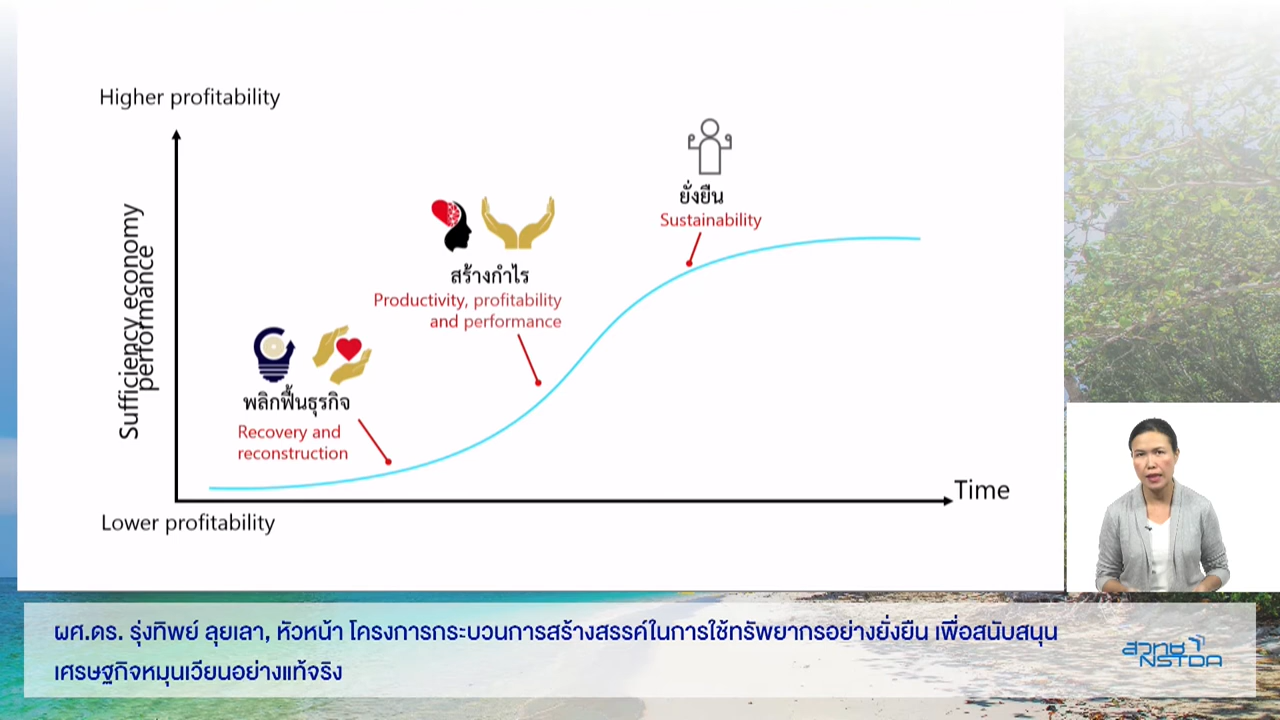 Higher profitability
Sufficiency economy
performance
ยั่งยืน
Sustainability
สร้างกำไร
Productivity, profitability
and performance
พลิกฟื้นธุรกิจ
Recovery and
reconstruction
Time
Lower profitability
ผศ.ดร. รุ่งทิพย์ ลุยเลา, หัวหน้า โครงการกระบวนการสร้างสรรค์ในการใช้ทรัพยากรอย่างยั่งยืน เพื่อสนับสนุน
เศรษฐกิจหมุนเวียนอย่างแท้จริง
สวทช
NSTDA